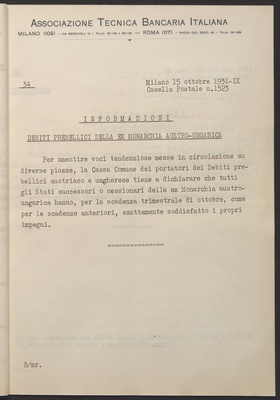 ASSOCIAZIONE TECNICA BANCARIA ITALIANA
MILANO (109) - ROMA (117)
34
Milano 15 ottobre 1931-IX
Casella Postale n.1523
INFORMAZIONI
DEBITI PREBELLICI DELLA EX MONARCHIA AUSTRO-UNGARICA
Per smentire voci tendenziose messe in circolazione su
diverse piazze, la Cassa Comune dei portatori dei Debiti pre-
bellici austriaco e ungherese tiene a dichiarare che tutti
gli Stati successori o cessionari della ex Monarchia austro-
ungarica hanno, per la scadenza trimestrale di ottobre, come
per le scadenze anteriori, esattamente soddisfatto i propri
impegni.
===============
R/mr.